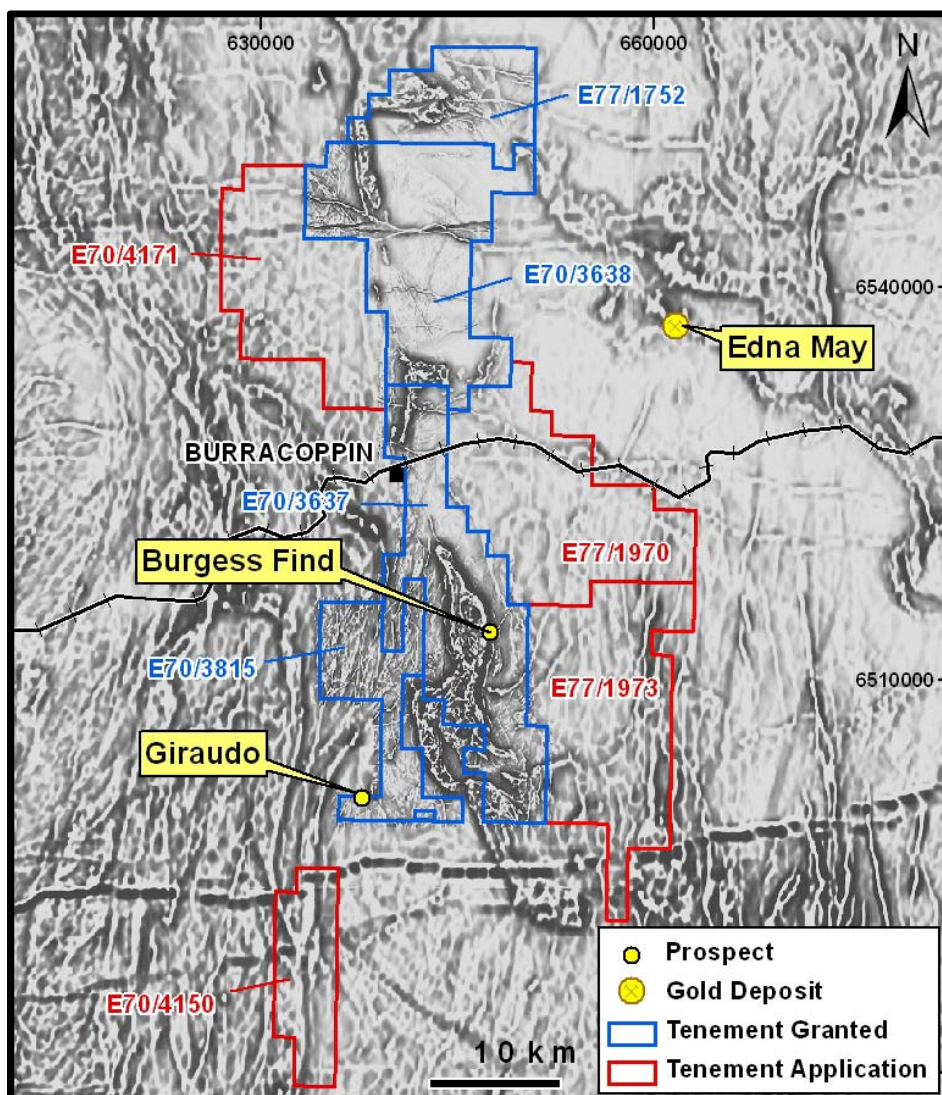 630000
660000
N
E77/1752
E70/4171
E70/3638
6540000
Edna May
BURRACOPPIN
E70/3637
E77/1970
Burgess Find
E70/3815
E77/1973
6510000
Giraudo
E70/4150
10 km
Prospect
Gold Deposit
Tenement Granted
Tenement Application